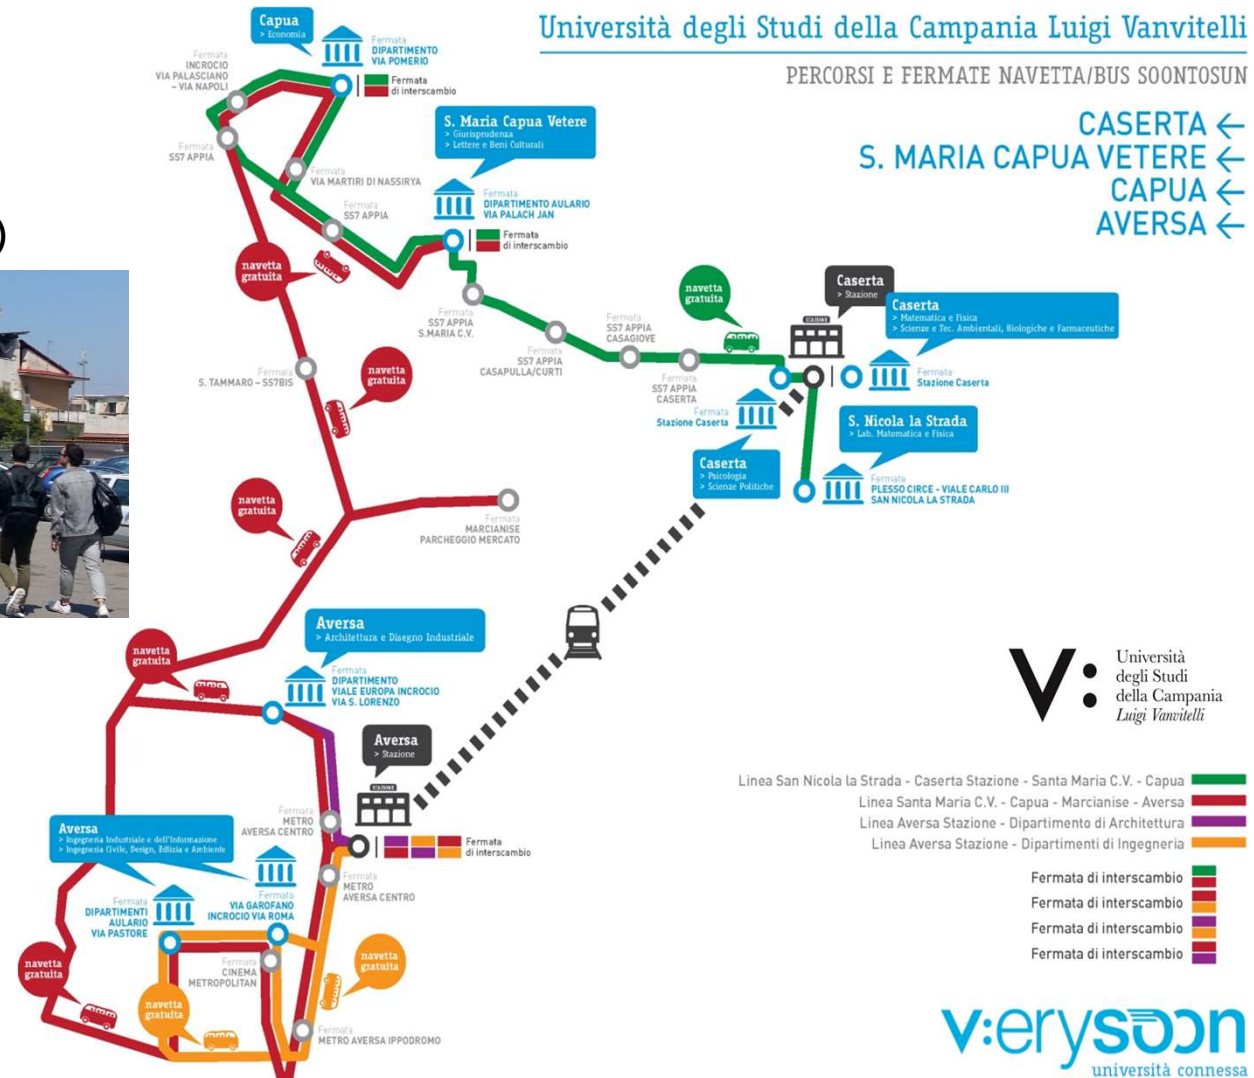 Università degli Studi della Campania Luigi Vanvitelli
PERCORSI E FERMATE NAVETTA/BUS SOONTOSUN
CASERTA ←
S. MARIA CAPUA VETERE ←
CAPUA ←
AVERSA ←
Capua
> Economia
Fermata
DIPARTIMENTO
VIA POMERIO
Fermata
di interscambio
Fermata
INCROCIO
VIA PALASCIANO
– VIA NAPOLI
Fermata
SS7 APPIA
Fermata
VIA MARTIRI DI NASSIRYA
Fermata
SS7 APPIA
S. Maria Capua Vetere
> Giurisprudenza
> Lettere e Beni Culturali
Fermata
DIPARTIMENTO AULARIO
VIA PALACH JAN
Fermata
di interscambio
)
navetta
gratuita
Fermata
SS7 APPIA
S.MARIA C.V.
Fermata
SS7 APPIA
CASAPULLA/CURTI
Fermata
SS7 APPIA
CASAGIOVE
Fermata
SS7 APPIA
CASERTA
navetta
gratuita
Caserta
> Stazione
STAZIONE
Caserta
> Matematica e Fisica
> Scienze e Tec. Ambientali, Biologiche e Farmaceutiche
Fermata
Stazione Caserta
Fermata
Stazione Caserta
Caserta
> Psicologia
> Scienze Politiche
S. Nicola la Strada
> Lab. Matematica e Fisica
Fermata
PLESSO CIRCE - VIALE CARLO III
SAN NICOLA LA STRADA
Fermata
S. TAMMARO – SS7BIS
navetta
gratuita
navetta
gratuita
Fermata
MARCIANISE
PARCHEGGIO MERCATO
navetta
gratuita
Aversa
> Architettura e Disegno Industriale
Fermata
DIPARTIMENTO
VIALE EUROPA INCROCIO
VIA S. LORENZO
Aversa
> Stazione
STAZIONE
Fermata
METRO
AVERSA CENTRO
Fermata
di interscambio
Fermata
METRO
AVERSA CENTRO
Aversa
> Ingegneria Industriale e dell'Informazione
> Ingegneria Civile, Design, Edilizia e Ambiente
Fermata
DIPARTIMENTI
AULARIO
VIA PASTORE
Fermata
VIA GAROFANO
INCROCIO VIA ROMA
Fermata
CINEMA
METROPOLITAN
navetta
gratuita
navetta
gratuita
navetta
gratuita
Fermata
METRO AVERSA IPPODROMO
V:
Università
degli Studi
della Campania
Luigi Vanvitelli
Linea San Nicola la Strada - Caserta Stazione - Santa Maria C.V. - Capua
Linea Santa Maria C.V. - Capua - Marcianise - Aversa
Linea Aversa Stazione - Dipartimento di Architettura
Linea Aversa Stazione - Dipartimenti di Ingegneria
Fermata di interscambio
Fermata di interscambio
Fermata di interscambio
Fermata di interscambio
v:erysoon
università connessa